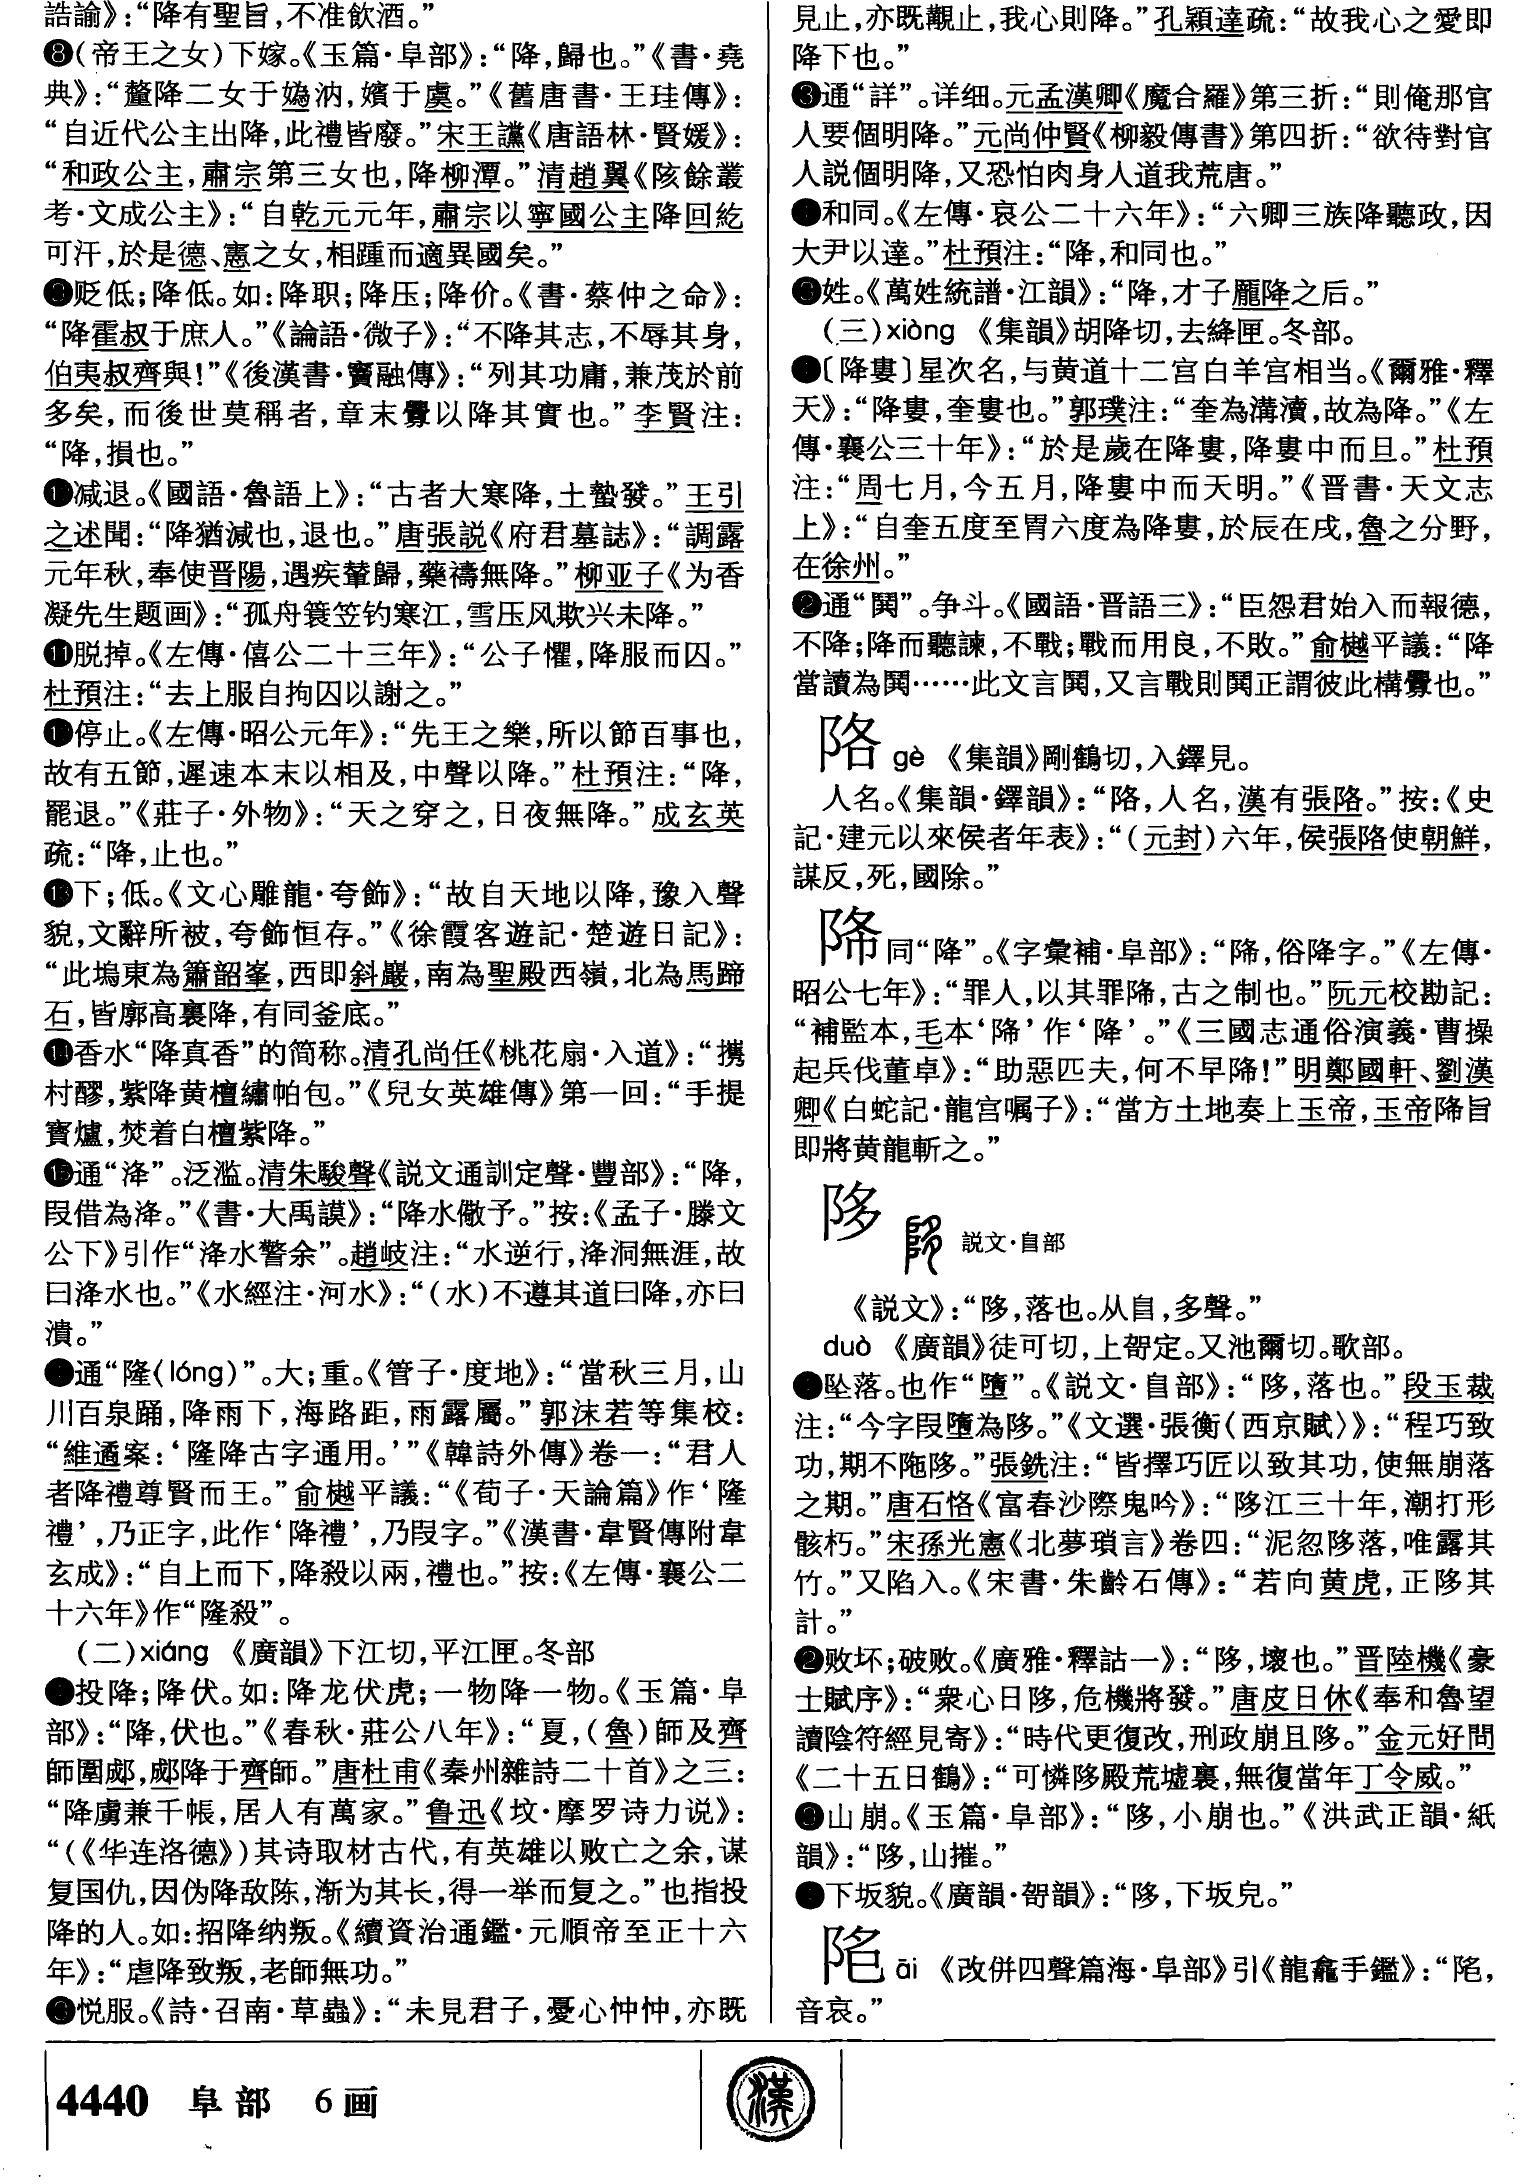 誥諭》：“降有聖旨，不准飲酒。”
❽（帝王之女）下嫁。《玉篇·阜部》：“降，歸也。”《書·堯
典》：“釐降二女于媯汭，嬪于虞。”《舊唐書·王珪傳》：
“自近代公主出降，此禮皆廢。”宋王讜《唐語林·賢媛》：
“和政公主，肅宗第三女也，降柳潭。”清趙翼《陔餘叢
考·文成公主》：“自乾元元年，肅宗以寧國公主降回紇
可汗，於是德、憲之女，相踵而適異國矣。”
❾贬低；降低。如：降职；降压；降价。《書·蔡仲之命》：
“降霍叔于庶人。”《論語·微子》：“不降其志，不辱其身，
伯夷叔齊與！”《後漢書·竇融傳》：“列其功庸，兼茂於前
多矣，而後世莫稱者，章末釁以降其實也。”李賢注：
“降，損也。”
❿减退。《國語·魯語上》：“古者大寒降，土蟄發。”王引
之述聞：“降猶減也，退也。”唐張説《府君墓誌》：“調露
元年秋，奉使晋陽，遇疾輦歸，藥禱無降。”柳亚子《为香
凝先生题画》：“孤舟簑笠钓寒江，雪压风欺兴未降。”
⓫脱掉。《左傳·僖公二十三年》：“公子懼，降服而囚。”
杜預注：“去上服自拘囚以謝之。”
⓬停止。《左傳·昭公元年》：“先王之樂，所以節百事也，
故有五節，遲速本末以相及，中聲以降。”杜預注：“降，
罷退。”《莊子·外物》：“天之穿之，日夜無降。”成玄英
疏：“降，止也。”
⓭下；低。《文心雕龍·夸飾》：“故自天地以降，豫入聲
貌，文辭所被，夸飾恒存。”《徐霞客遊記·楚遊日記》：
“此塢東為簫韶峯，西即斜巖，南為聖殿西嶺，北為馬蹄
石，皆廓高裏降，有同釜底。”
⓮香水“降真香”的简称。清孔尚任《桃花扇·入道》：“攜
村醪，紫降黄檀繡帕包。”《兒女英雄傳》第一回：“手提
寳爐，焚着白檀紫降。”
⓯通“洚”。泛滥。清朱駿聲《説文通訓定聲·豐部》：“降，
叚借為洚。”《書·大禹謨》：“降水儆予。”按：《孟子·滕文
公下》引作“洚水警余”。趙岐注：“水逆行，洚洞無涯，故
曰洚水也。”《水經注·河水》：“（水）不遵其道曰降，亦曰
潰。”
⓰通“隆（lóng）”。大；重。《管子·度地》：“當秋三月，山
川百泉踊，降雨下，海路距，雨露屬。”郭沫若等集校：
“維遹案：‘隆降古字通用。’”《韓詩外傳》卷一：“君人
者降禮尊賢而王。”俞樾平議：“《荀子·天論篇》作‘隆
禮’，乃正字，此作‘降禮’，乃叚字。”《漢書·韋賢傳附韋
玄成》：“自上而下，降殺以兩，禮也。”按：《左傳·襄公二
十六年》作“隆殺”。
（二）xiáng 《廣韻》下江切，平江匣。冬部
❶投降；降伏。如：降龙伏虎；一物降一物。《玉篇·阜
部》：“降，伏也。”《春秋·莊公八年》：“夏，（魯）師及齊
師圍郕，郕降于齊師。”唐杜甫《秦州雜詩二十首》之三：
“降虜兼千帳，居人有萬家。”鲁迅《坟·摩罗诗力说》：
“（《华连洛德》）其诗取材古代，有英雄以败亡之余，谋
复国仇，因伪降敌陈，渐为其长，得一举而复之。”也指投
降的人。如：招降纳叛。《續資治通鑑·元順帝至正十六
年》：“虐降致叛，老師無功。”
❷悦服。《詩·召南·草蟲》：“未見君子，憂心忡忡，亦既
見止，亦既覯止，我心則降。”孔穎達疏：“故我心之愛即
降下也。”
❸通“詳”。详细。元孟漢卿《魔合羅》第三折：“則俺那官
人要個明降。”元尚仲賢《柳毅傳書》第四折：“欲待對官
人説個明降，又恐怕肉身人道我荒唐。”
❹和同。《左傳·哀公二十六年》：“六卿三族降聽政，因
大尹以達。”杜預注：“降，和同也。”
❺姓。《萬姓統譜·江韻》：“降，才子厖降之后。”
（三）xiòng 《集韻》胡降切，去絳匣。冬部。
❶〔降婁〕星次名，与黄道十二宫白羊宫相当。《爾雅·釋
天》：“降婁，奎婁也。”郭璞注：“奎為溝瀆，故為降。”《左
傳·襄公三十年》：“於是歲在降婁，降婁中而旦。”杜預
注：“周七月，今五月，降婁中而天明。”《晋書·天文志
上》：“自奎五度至胃六度為降婁，於辰在戌，魯之分野，
在徐州。”
❷通“鬨”。争斗。《國語·晋語三》：“臣怨君始入而報德，
不降；降而聽諫，不戰；戰而用良，不敗。”俞樾平議：“降
當讀為鬨……此文言鬨，又言戰則鬨正謂彼此構釁也。”
陥 gè 《集韻》剛鶴切，入鐸見。
人名。《集韻·鐸韻》：“䧄，人名，漢有張䧄。”按：《史
記·建元以來侯者年表》：“（元封）六年，侯張䧄使朝鮮，
謀反，死，國除。”
同“降”。《字彙補·阜部》：“㡀，俗降字。”《左傳·
昭公七年》：“罪人，以其罪降，古之制也。”阮元校勘記：
“補監本，毛本‘降’作‘降’。”《三國志通俗演義·曹操
起兵伐董卓》：“助惡匹夫，何不早降！”明鄭國軒、劉漢
卿《白蛇記·龍宫嘱子》：“當方土地奏上玉帝，玉帝降旨
即將黄龍斬之。”
陊 説文·𨸏部
《説文》：“陊，落也。从𨸏，多聲。”
duò 《廣韻》徒可切，上哿定。又池爾切。歌部。
❶坠落。也作“墮”。《説文·𨸏部》：“陊，落也。”段玉裁
注：“今字叚墮為陊。”《文選·張衡〈西京賦〉》：“程巧致
功，期不陁陊。”張銑注：“皆擇巧匠以致其功，使無崩落
之期。”唐石恪《富春沙際鬼吟》：“陊江三十年，潮打形
骸朽。”宋孫光憲《北夢瑣言》卷四：“泥忽陊落，唯露其
竹。”又陷入。《宋書·朱齡石傳》：“若向黄虎，正陊其
計。”
❷败坏；破败。《廣雅·釋詁一》：“陊，壞也。”晋陸機《豪
士賦序》：“衆心日陊，危機將發。”唐皮日休《奉和魯望
讀陰符經見寄》：“時代更復改，刑政崩且陊。”金元好問
《二十五日鶴》：“可憐陊殿荒墟裏，無復當年丁令威。”
❸山崩。《玉篇·阜部》：“陊，小崩也。”《洪武正韻·紙
韻》：“陊，山摧。”
❹下坂貌。《廣韻·哿韻》：“陊，下坂皃。”
āi 《改併四聲篇海·阜部》引《龍龕手鑑》：“
音哀。”
4440 阜部 6画
漢